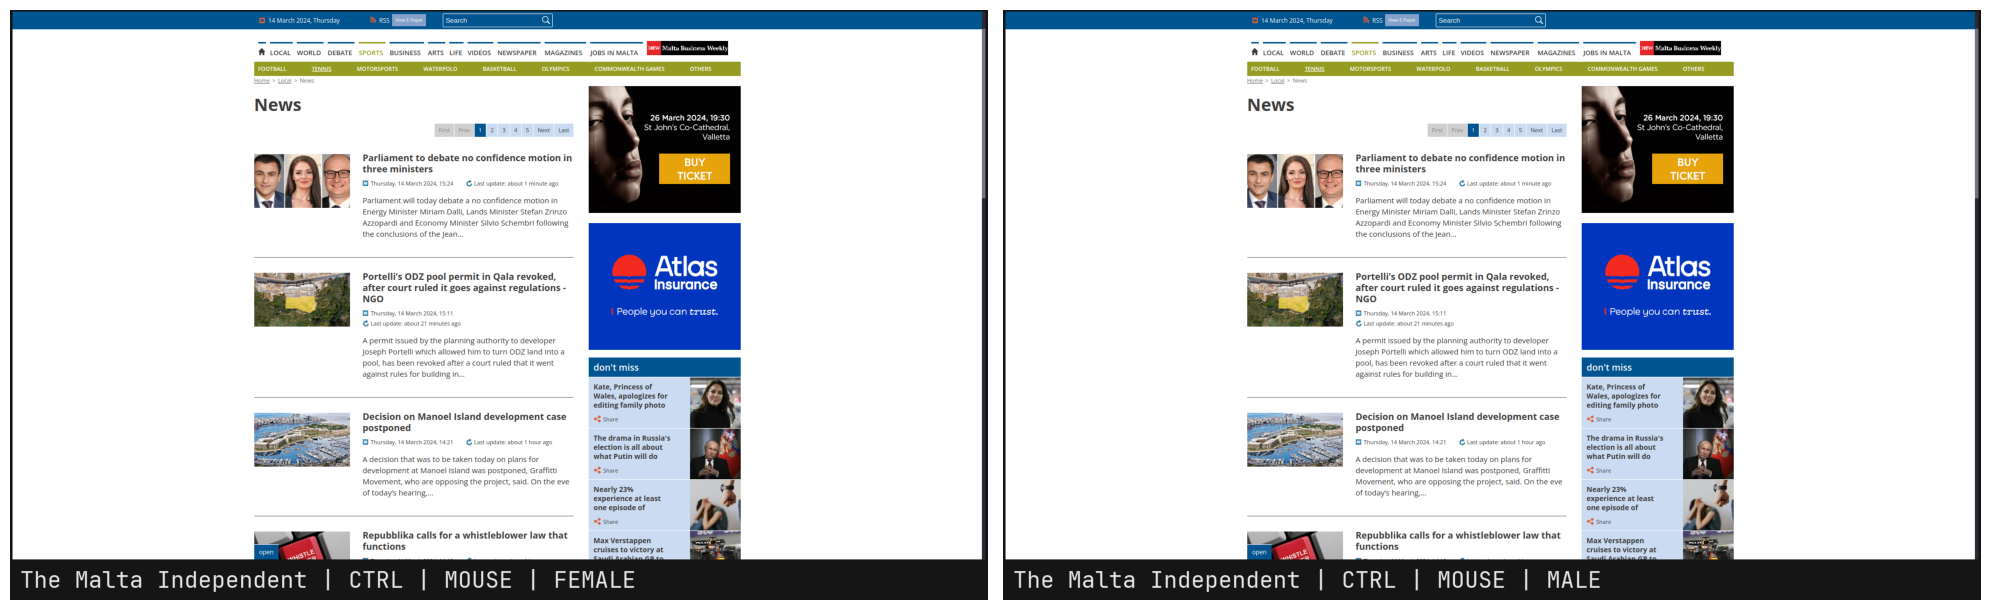 14 March 2024, Thursday RSS View E-Paper Search
LOCAL WORLD DEBATE SPORTS BUSINESS ARTS LIFE VIDEOS NEWSPAPER MAGAZINES JOBS IN MALTA NEW Malta Business Weekly
FOOTBALL TENNIS MOTORSPORTS WATERPOLO BASKETBALL OLYMPICS COMMONWEALTH GAMES OTHERS
Home > Local > News
News
First Prev 1 2 3 4 5 Next Last
Parliament to debate no confidence motion in
three ministers
Thursday, 14 March 2024, 15:24 Last update: about 1 minute ago
Parliament will today debate a no confidence motion in
Energy Minister Miriam Dalli, Lands Minister Stefan Zrinzo
Azzopardi and Economy Minister Silvio Schembri following
the conclusions of the Jean...
Portelli's ODZ pool permit in Qala revoked,
after court ruled it goes against regulations -
NGO
Thursday, 14 March 2024, 15:11
Last update: about 21 minutes ago
A permit issued by the planning authority to developer
Joseph Portelli which allowed him to turn ODZ land into a
pool, has been revoked after a court ruled that it went
against rules for building in...
Decision on Manoel Island development case
postponed
Thursday, 14 March 2024, 14:21 Last update: about 1 hour ago
A decision that was to be taken today on plans for
development at Manoel Island was postponed, Graffitti
Movement, who are opposing the project, said. On the eve
of today's hearing,...
Repubblika calls for a whistleblower law that
functions
open
WHISTLE
26 March 2024, 19:30
St John's Co-Cathedral,
Valletta
BUY
TICKET
Atlas
Insurance
People you can trust.
don't miss
Kate, Princess of
Wales, apologizes for
editing family photo
Share
The drama in Russia's
election is all about
what Putin will do
Share
Nearly 23%
experience at least
one episode of
Share
Max Verstappen
cruises to victory at
Saudi Arabian GP to
The Malta Independent | CTRL | MOUSE | FEMALE
14 March 2024, Thursday RSS View E-Paper Search
LOCAL WORLD DEBATE SPORTS BUSINESS ARTS LIFE VIDEOS NEWSPAPER MAGAZINES JOBS IN MALTA NEW Malta Business Weekly
FOOTBALL TENNIS MOTORSPORTS WATERPOLO BASKETBALL OLYMPICS COMMONWEALTH GAMES OTHERS
Home > Local > News
News
First Prev 1 2 3 4 5 Next Last
Parliament to debate no confidence motion in
three ministers
Thursday, 14 March 2024, 15:24 Last update: about 1 minute ago
Parliament will today debate a no confidence motion in
Energy Minister Miriam Dalli, Lands Minister Stefan Zrinzo
Azzopardi and Economy Minister Silvio Schembri following
the conclusions of the Jean...
Portelli's ODZ pool permit in Qala revoked,
after court ruled it goes against regulations -
NGO
Thursday, 14 March 2024, 15:11
Last update: about 21 minutes ago
A permit issued by the planning authority to developer
Joseph Portelli which allowed him to turn ODZ land into a
pool, has been revoked after a court ruled that it went
against rules for building in...
Decision on Manoel Island development case
postponed
Thursday, 14 March 2024, 14:21 Last update: about 1 hour ago
A decision that was to be taken today on plans for
development at Manoel Island was postponed, Graffitti
Movement, who are opposing the project, said. On the eve
of today's hearing,...
Repubblika calls for a whistleblower law that
functions
open
WHISTLE
26 March 2024, 19:30
St John's Co-Cathedral,
Valletta
BUY
TICKET
Atlas
Insurance
People you can trust.
don't miss
Kate, Princess of
Wales, apologizes for
editing family photo
Share
The drama in Russia's
election is all about
what Putin will do
Share
Nearly 23%
experience at least
one episode of
Share
Max Verstappen
cruises to victory at
Saudi Arabian GP to
The Malta Independent | CTRL | MOUSE | MALE